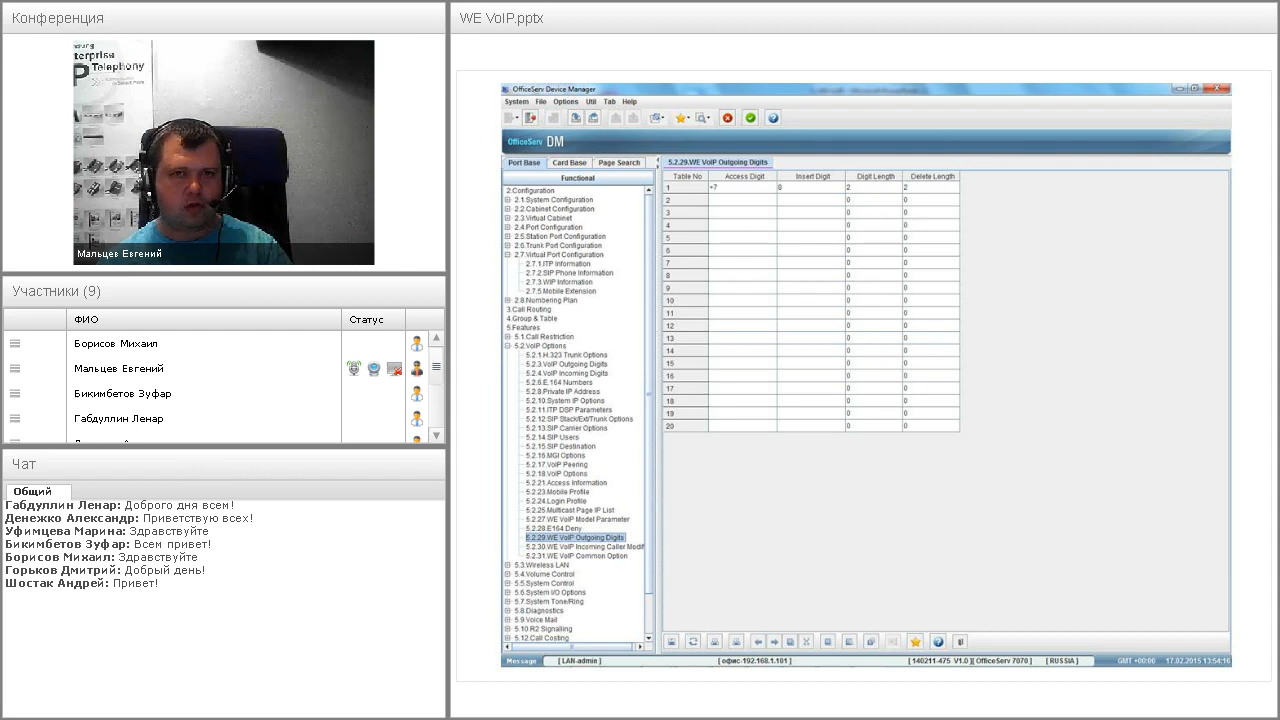 Конференция
terprise
Telephony
Мальцев Евгений
Участники (9)
ФИО
Статус
Борисов Михаил
Мальцев Евгений
Бикимбетов Зуфар
Габдуллин Ленар
Чат
Общий
Габдуллин Ленар: Доброго дня всем!
Денежко Александр: Приветствую всех!
Уфимцева Марина: Здравствуйте
Бикимбетов Зуфар: Всем привет!
Борисов Михаил: Здравствуйте
Горьков Дмитрий: Добрый день!
Шостак Андрей: Привет!
WE VoIP.pptx
OfficeServ Device Manager
System File Options Util Tab Help
OfficeServ DM
Port Base Card Base Page Search
Functional
2.Configuration
2.1.System Configuration
2.2.Cabinet Configuration
2.3.Virtual Cabinet
2.4.Port Configuration
2.5.Station Port Configuration
2.6.Trunk Port Configuration
2.7.Virtual Port Configuration
2.7.1.ITP Information
2.7.2.SIP Phone Information
2.7.3.WIP Information
2.7.5.Mobile Extension
2.8.Numbering Plan
3.Call Routing
4.Group & Table
5.Features
5.1.Call Restriction
5.2.VoIP Options
5.2.1.H.323 Trunk Options
5.2.3.VoIP Outgoing Digits
5.2.4.VoIP Incoming Digits
5.2.6.E.164 Numbers
5.2.8.Private IP Address
5.2.10.System IP Options
5.2.11.ITP DSP Parameters
5.2.12.SIP Stack/Ext/Trunk Options
5.2.13.SIP Carrier Options
5.2.14.SIP Users
5.2.15.SIP Destination
5.2.16.MGI Options
5.2.17.VoIP Peering
5.2.18.VoIP Options
5.2.21.Access Information
5.2.23.Mobile Profile
5.2.24.Login Profile
5.2.25.Multicast Page IP List
5.2.27.WE VoIP Model Parameter
5.2.28.E164 Deny
5.2.29.WE VoIP Outgoing Digits
5.2.30.WE VoIP Incoming Caller Modif
5.2.31.WE VoIP Common Option
5.3.Wireless LAN
5.4.Volume Control
5.5.System Control
5.6.System I/O Options
5.7.System Tone/Ring
5.8.Diagnostics
5.9.Voice Mail
5.10 R2 Signalling
5.12.Call Costing
5.2.29.WE VoIP Outgoing Digits
Table No Access Digit Insert Digit Digit Length Delete Length
1 +7 8 2 2
2 0 0
3 0 0
4 0 0
5 0 0
6 0 0
7 0 0
8 0 0
9 0 0
10 0 0
11 0 0
12 0 0
13 0 0
14 0 0
15 0 0
16 0 0
17 0 0
18 0 0
19 0 0
20 0 0
Message [ LAN-admin ] [ офис-192.168.1.101 ] [ 140211-475 V1.0 ][ OfficeServ 7070 ] [ RUSSIA ] GMT +00:00 17.02.2015 13:54:16